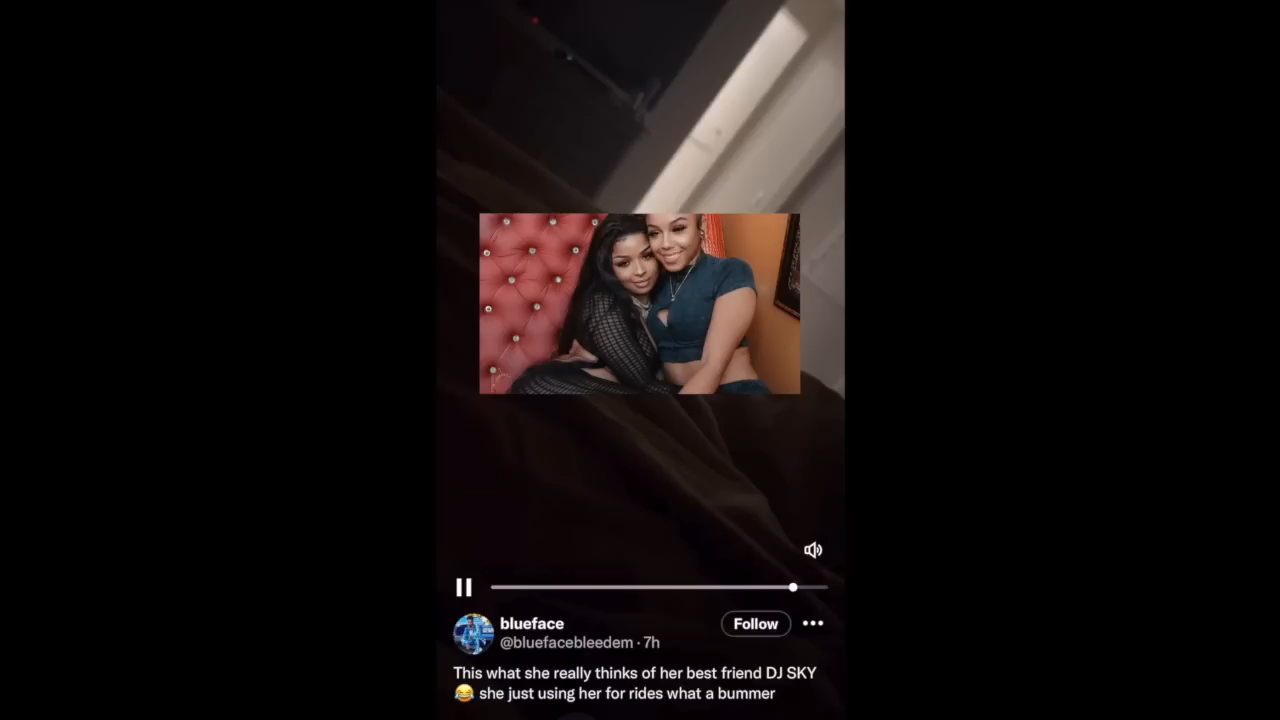 blueface
Follow
@bluefacebleedem · 7h
This what she really thinks of her best friend DJ SKY
😂 she just using her for rides what a bummer